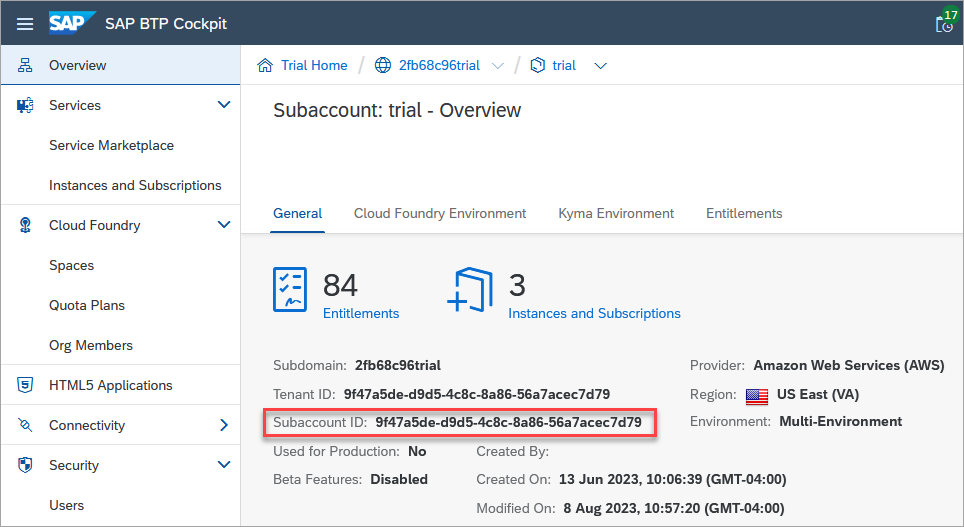 SAP SAP BTP Cockpit 17
Overview
Services
Service Marketplace
Instances and Subscriptions
Cloud Foundry
Spaces
Quota Plans
Org Members
5 HTML5 Applications
Connectivity
Security
Users
Trial Home / 2fb68c96trial / trial
Subaccount: trial - Overview
General Cloud Foundry Environment Kyma Environment Entitlements
84 Entitlements
3 Instances and Subscriptions
Subdomain: 2fb68c96trial
Tenant ID: 9f47a5de-d9d5-4c8c-8a86-56a7acec7d79
Subaccount ID: 9f47a5de-d9d5-4c8c-8a86-56a7acec7d79
Used for Production: No
Beta Features: Disabled
Created By:
Created On: 13 Jun 2023, 10:06:39 (GMT-04:00)
Modified On: 8 Aug 2023, 10:57:20 (GMT-04:00)
Provider: Amazon Web Services (AWS)
Region: US East (VA)
Environment: Multi-Environment